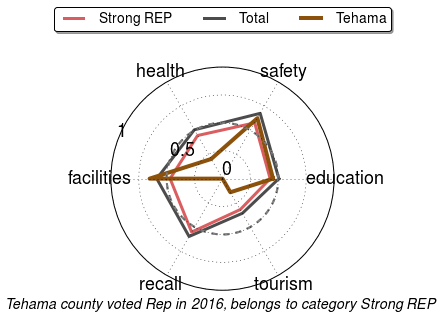 Strong REP Total Tehama
health safety
1
0.5
0
facilities education
recall tourism
Tehama county voted Rep in 2016, belongs to category Strong REP